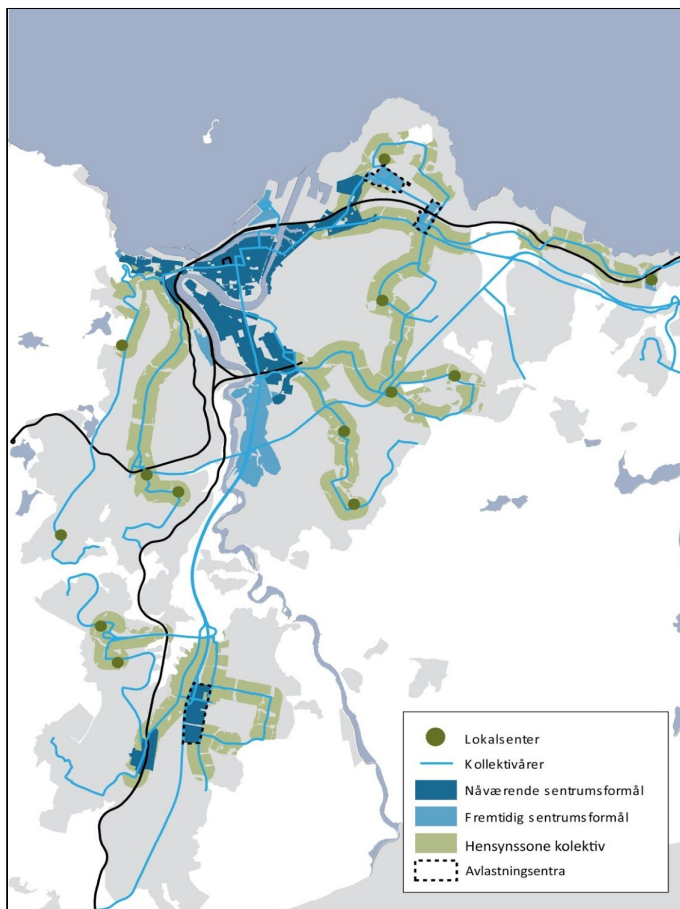 Lokalsenter
Kollektivårer
Nåværende sentrumsformål
Fremtidig sentrumsformål
Hensynssone kolektiv
Avlastningsentra